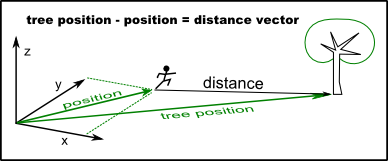 tree position - position = distance vector
z
y
position
distance
tree position
x